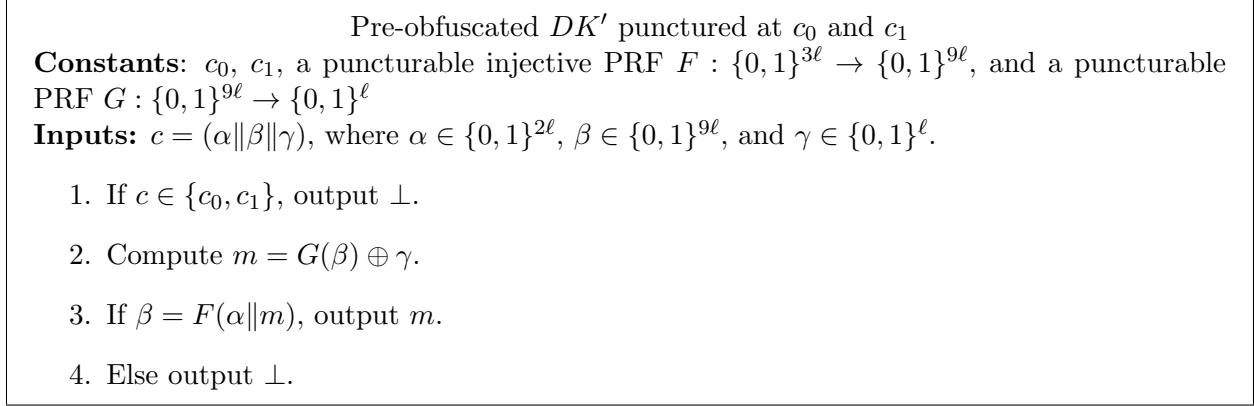 Pre-obfuscated DK′ punctured at c₀ and c₁
Constants: c₀, c₁, a puncturable injective PRF F : {0, 1}³ℓ → {0, 1}⁹ℓ, and a puncturable
PRF G : {0, 1}⁹ℓ → {0, 1}ℓ
Inputs: c = (α∥β∥γ), where α ∈ {0, 1}²ℓ, β ∈ {0, 1}⁹ℓ, and γ ∈ {0, 1}ℓ.
1. If c ∈ {c₀, c₁}, output ⊥.
2. Compute m = G(β) ⊕ γ.
3. If β = F(α∥m), output m.
4. Else output ⊥.